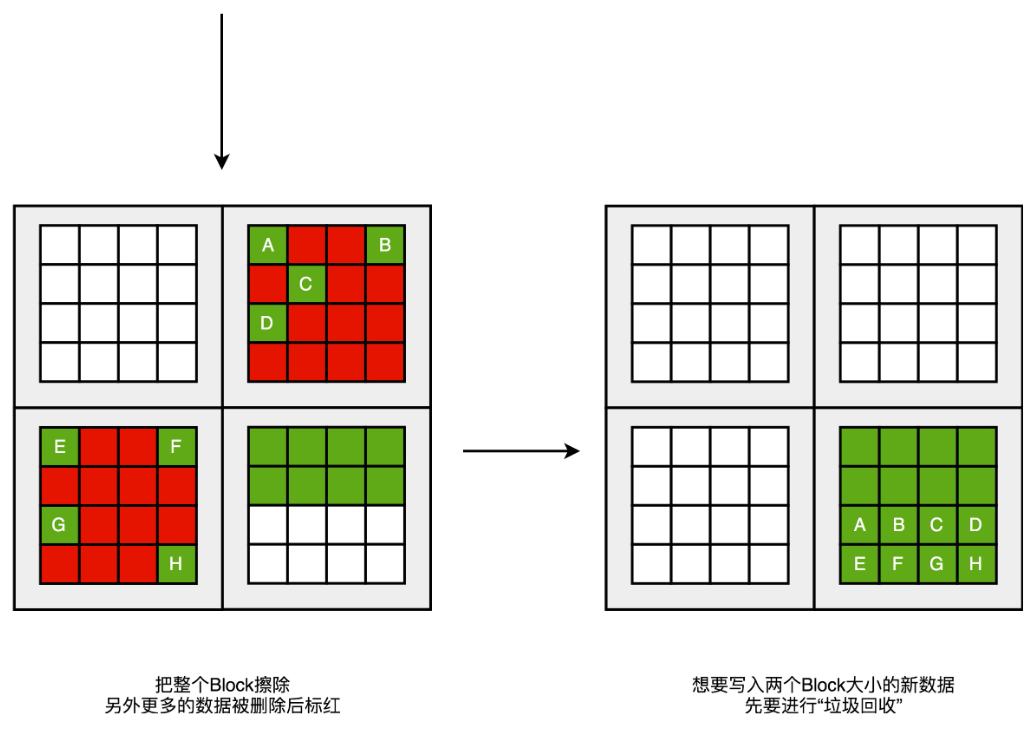 A B
C
D
E F
G
H
A B C D
E F G H
把整个Block擦除
另外更多的数据被删除后标红
想要写入两个Block大小的新数据
先要进行“垃圾回收”